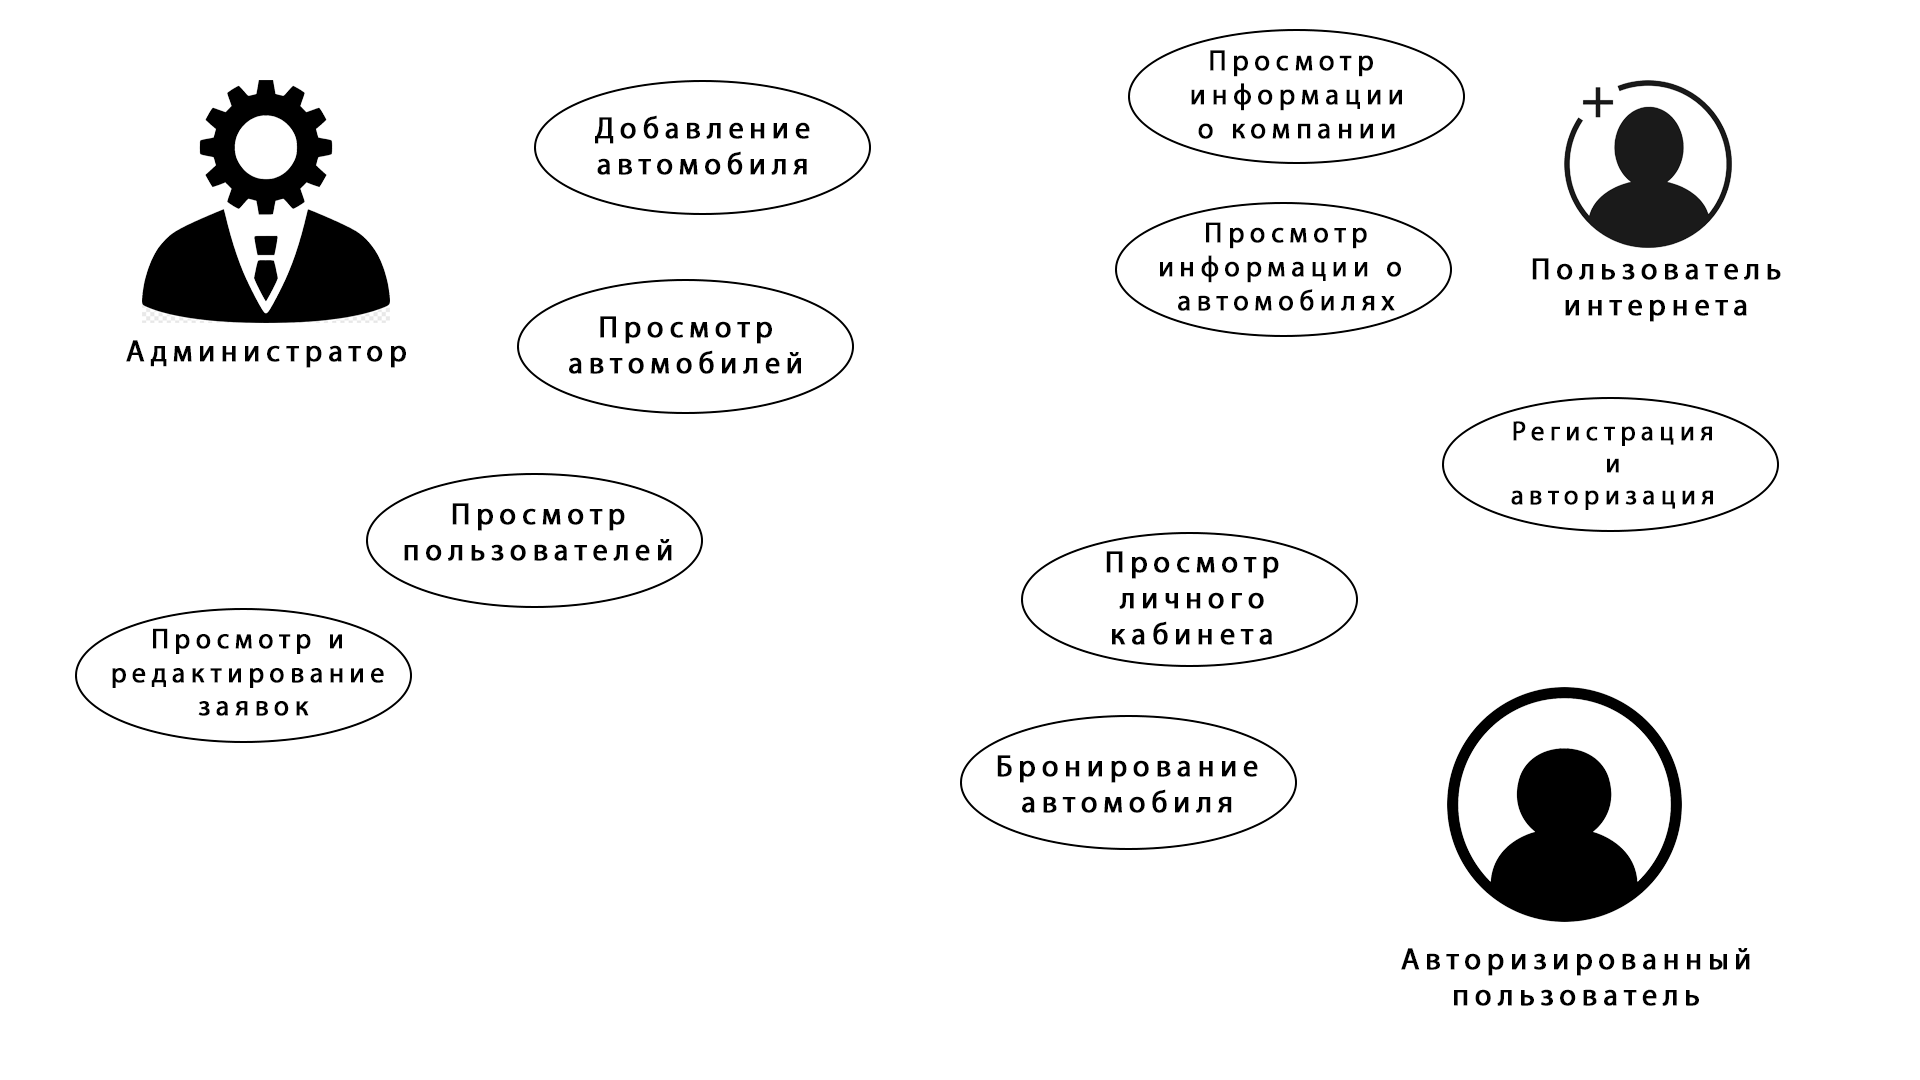 Добавление
автомобиля
Просмотр
информации
о компании
Просмотр
информации о
автомобилях
Пользователь
интернета
Администратор
Просмотр
автомобилей
Регистрация
и
авторизация
Просмотр
пользователей
Просмотр
личного
кабинета
Просмотр и
редактирование
заявок
Бронирование
автомобиля
Авторизированный
пользователь